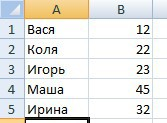 A B
1 Вася 12
2 Коля 22
3 Игорь 23
4 Маша 45
5 Ирина 32